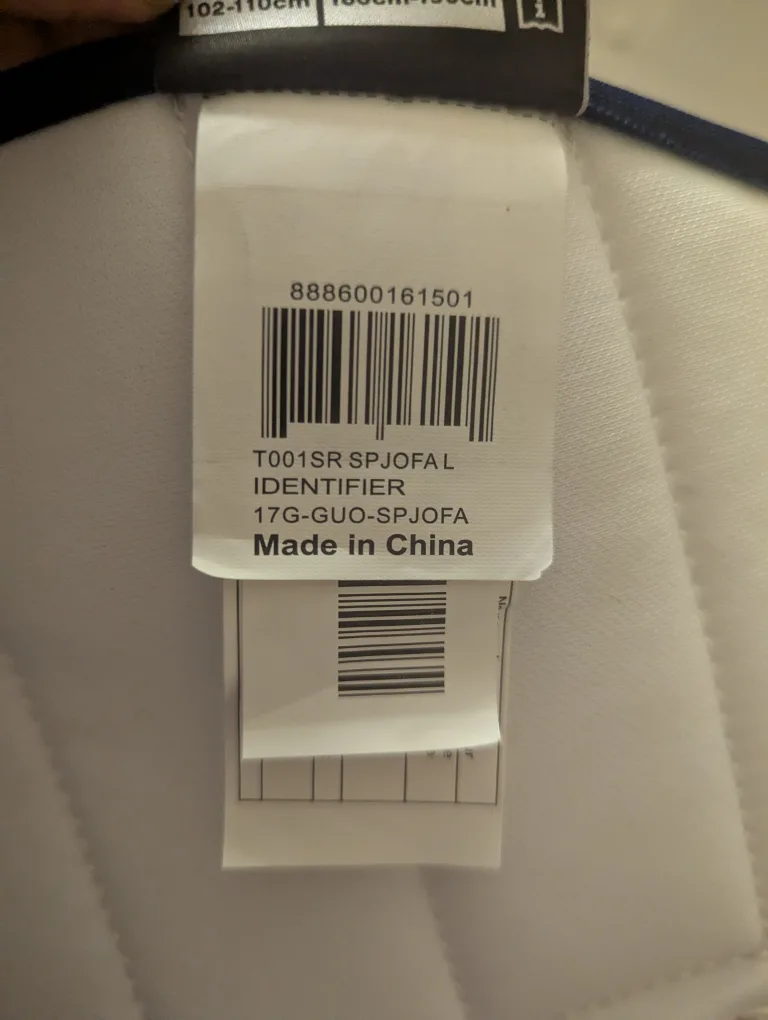 102-110cm
888600161501
T001SR SPJOFA L
IDENTIFIER
17G-GUO-SPJOFA
Made in China